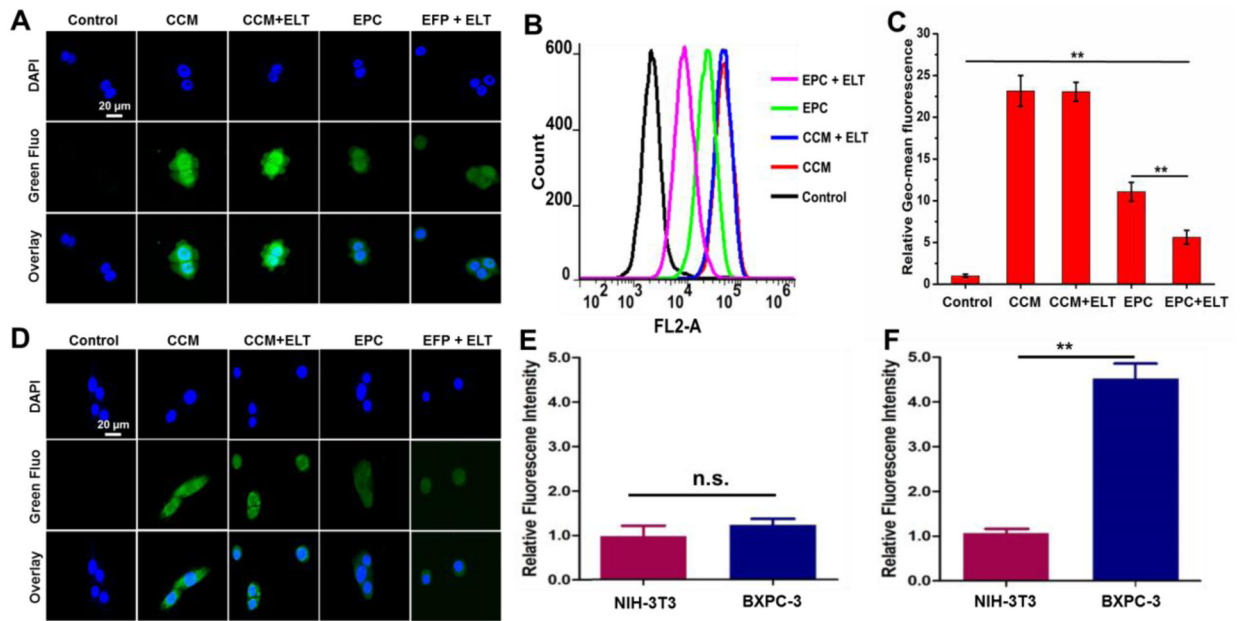 A
Control CCM CCM+ELT EPC EFP + ELT
DAPI
20 µm
Green Fluo
Overlay
B
600
400
200
0
Count
10² 10³ 10⁴ 10⁵ 10⁶
FL2-A
EPC + ELT
EPC
CCM + ELT
CCM
Control
C
Relative Geo-mean fluorescence
35
30
25
20
15
10
5
0
**
**
Control CCM CCM+ELT EPC EPC+ELT
D
Control CCM CCM+ELT EPC EFP + ELT
DAPI
20 µm
Green Fluo
Overlay
E
Relative Fluorescene Intensity
5.0
4.0
3.0
2.0
1.0
0.0
n.s.
NIH-3T3 BXPC-3
F
Relative Fluorescene Intensity
5.0
4.0
3.0
2.0
1.0
0.0
**
NIH-3T3 BXPC-3